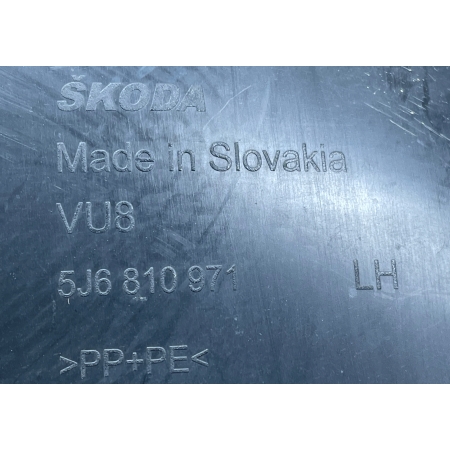 ŠKODA
Made in Slovakia
VU8
5J6 810 971 LH
>PP+PE<